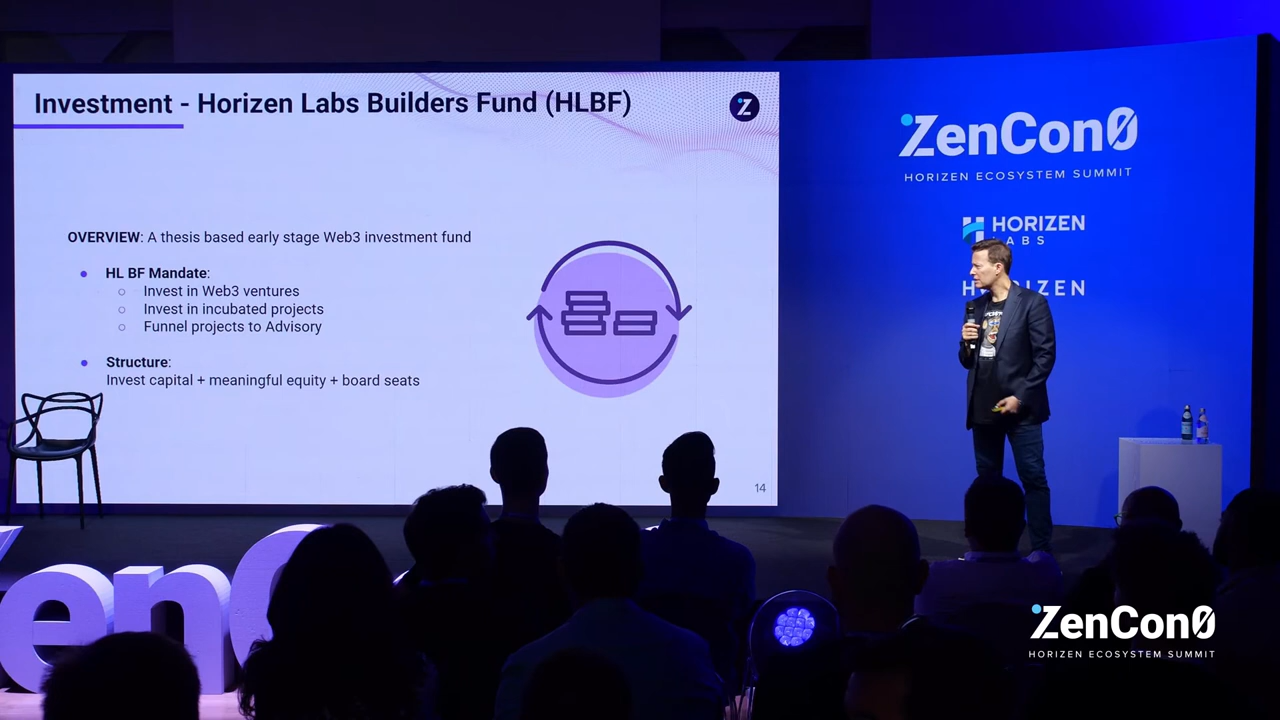 Investment - Horizen Labs Builders Fund (HLBF)
OVERVIEW: A thesis based early stage Web3 investment fund
HL BF Mandate:
Invest in Web3 ventures
Invest in incubated projects
Funnel projects to Advisory
Structure:
Invest capital + meaningful equity + board seats
14
ZenCon0
HORIZEN ECOSYSTEM SUMMIT
HORIZEN
LABS
enC
ZenCon0
HORIZEN ECOSYSTEM SUMMIT